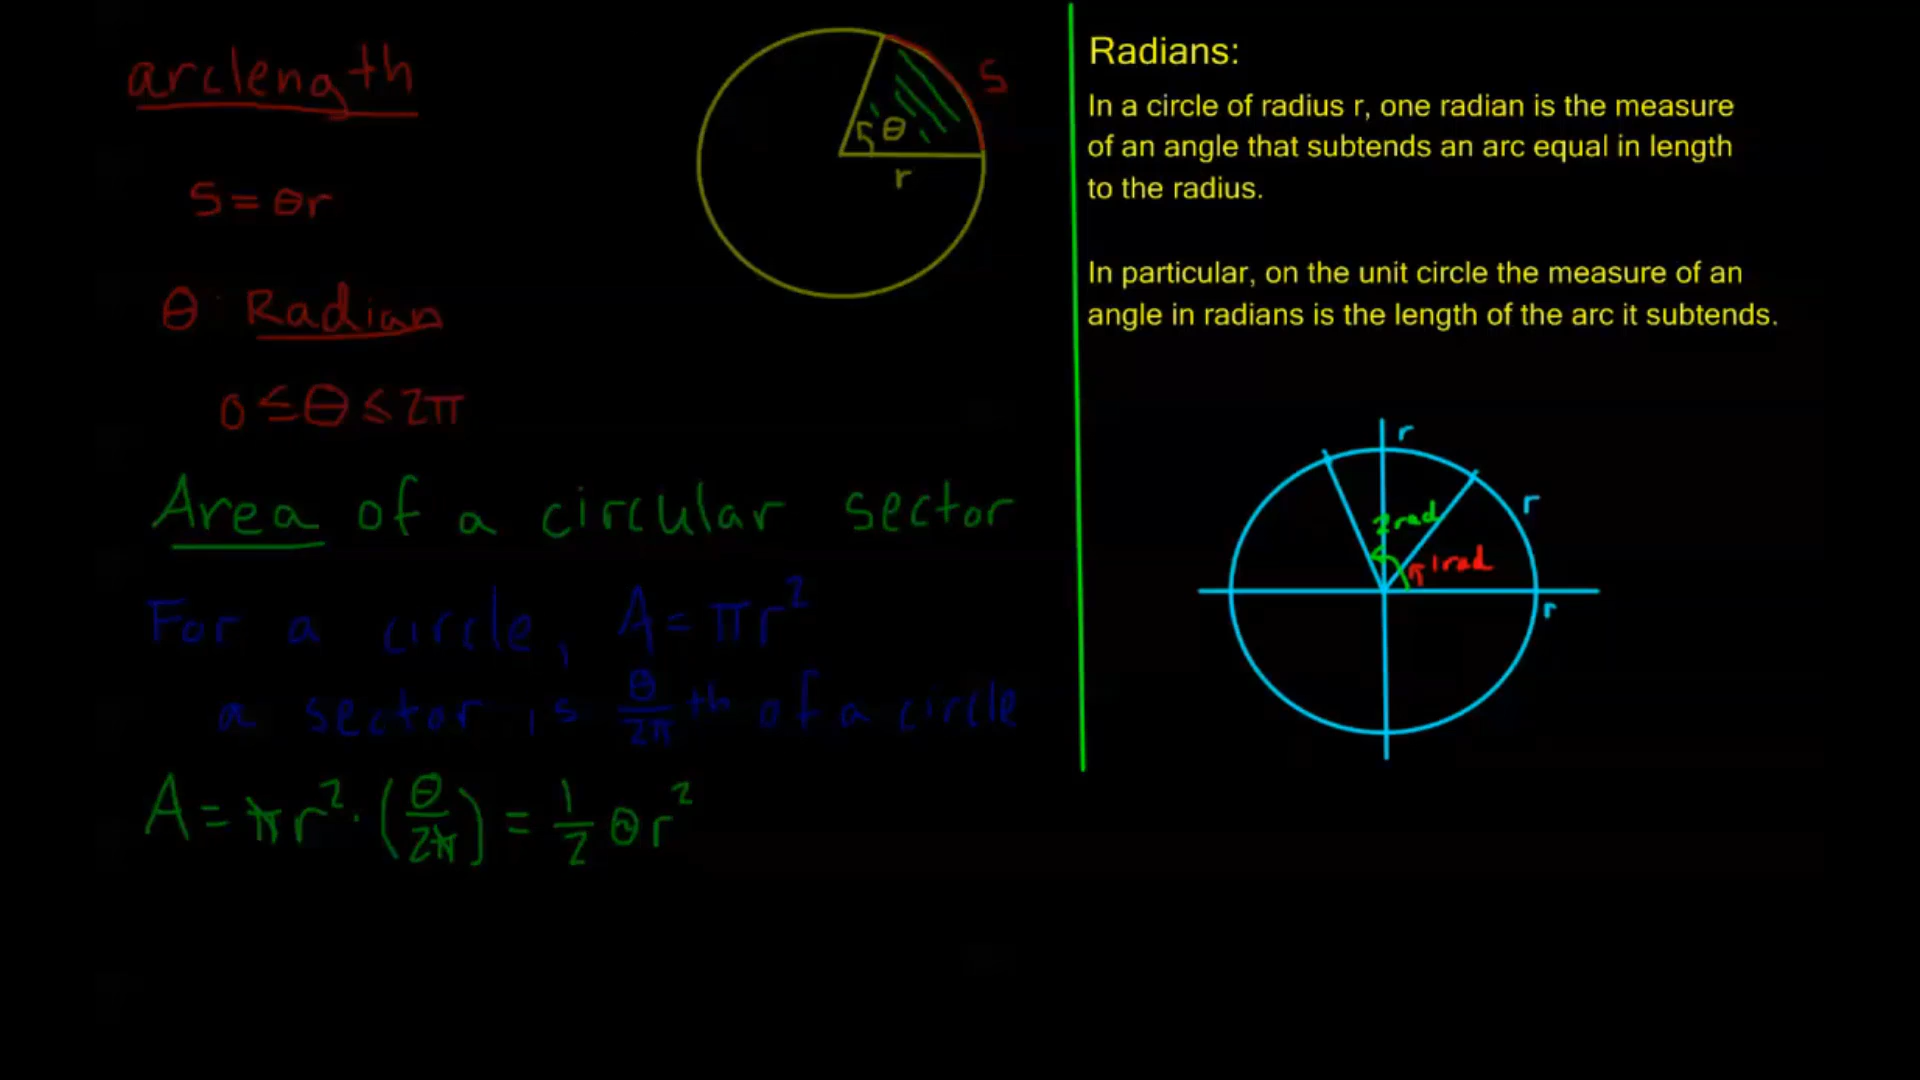 arclength
S = θr
θ : Radian
0 ≤ θ ≤ 2π
S
θ
r
Area of a circular sector
For a circle, A = πr²
a sector is θ/2π th of a circle
A = πr² · (θ/2π) = 1/2 θr²
Radians:
In a circle of radius r, one radian is the measure
of an angle that subtends an arc equal in length
to the radius.
In particular, on the unit circle the measure of an
angle in radians is the length of the arc it subtends.
r
r
2 rad
1 rad
r